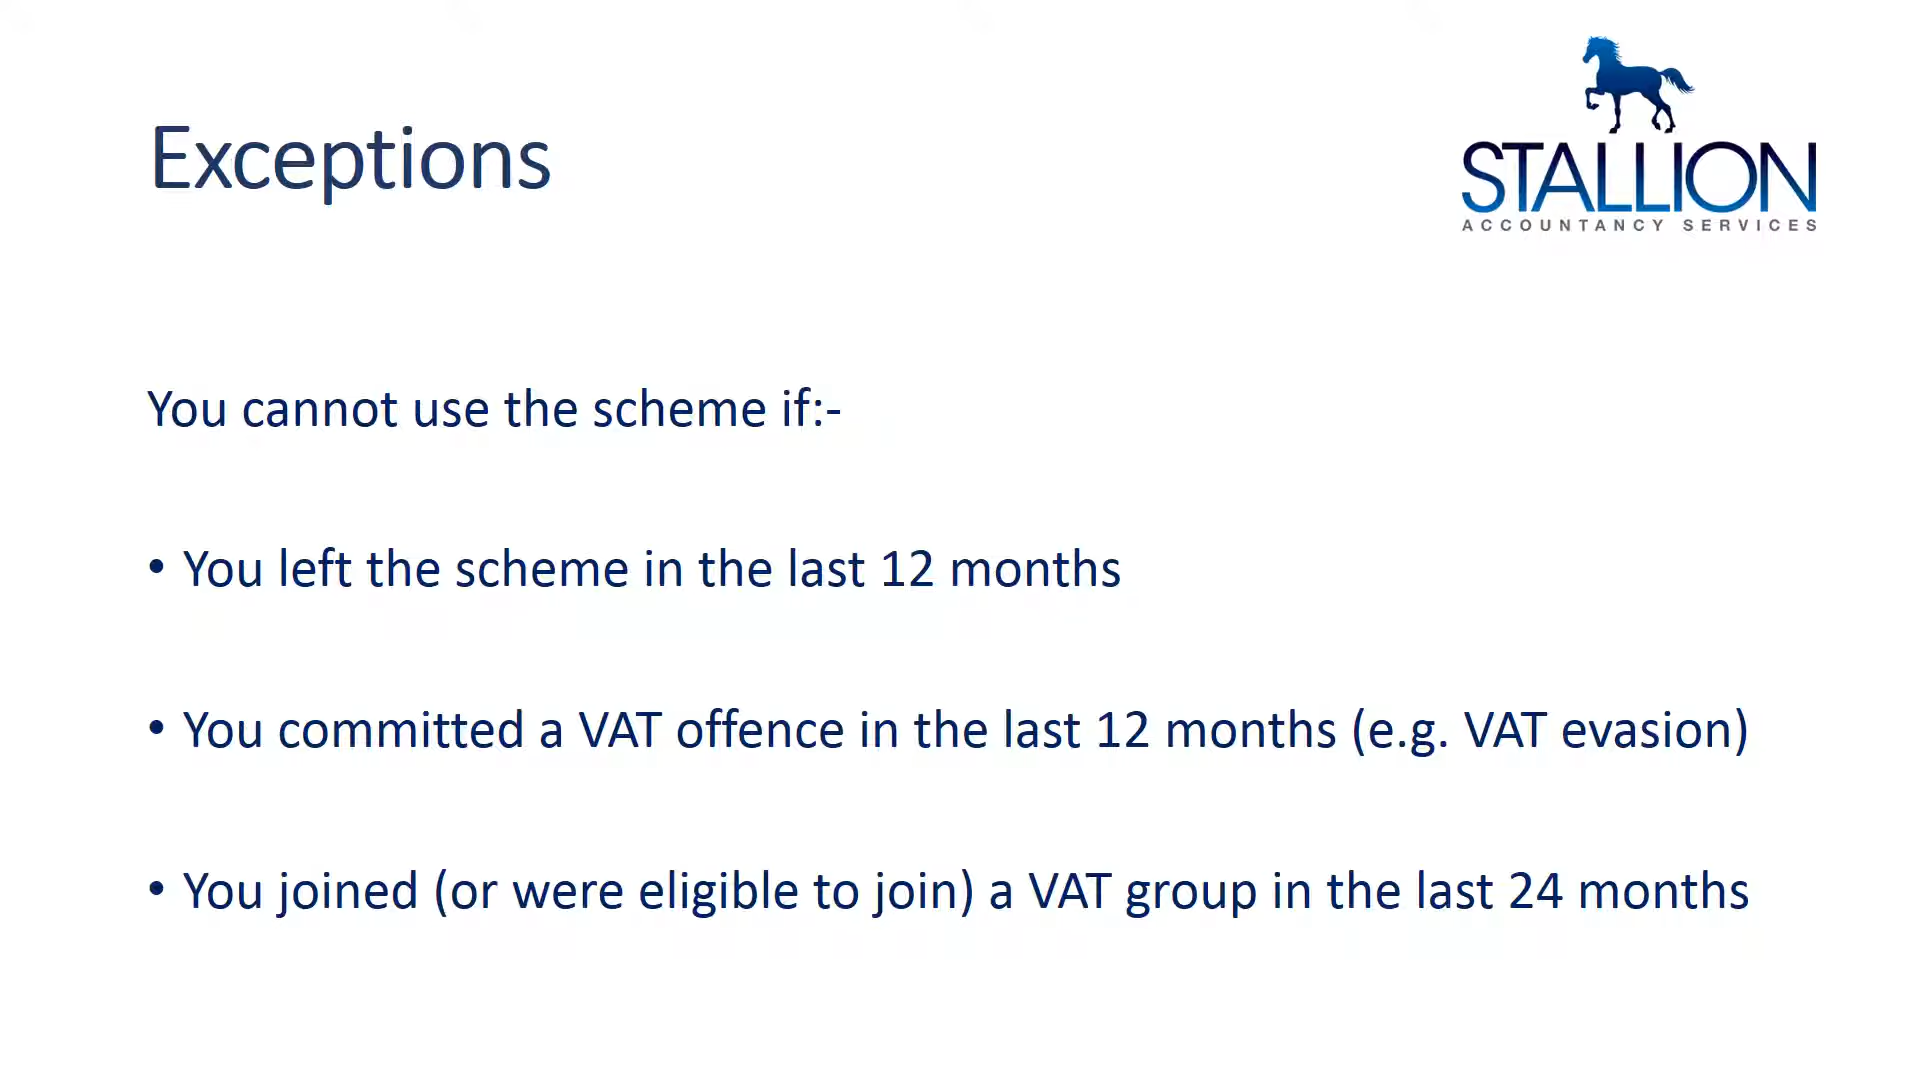 STALLION
ACCOUNTANCY SERVICES
Exceptions
You cannot use the scheme if:-
• You left the scheme in the last 12 months
• You committed a VAT offence in the last 12 months (e.g. VAT evasion)
• You joined (or were eligible to join) a VAT group in the last 24 months